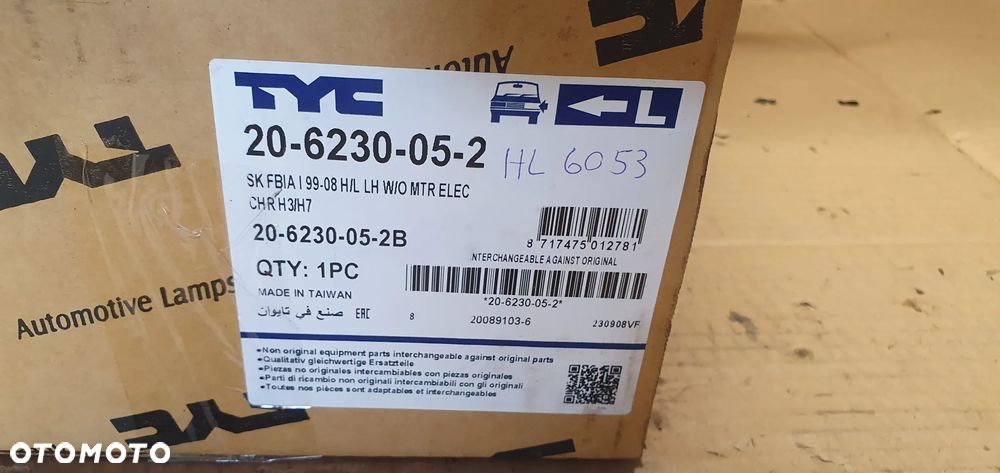 TYC
L
20-6230-05-2
HL 6053
SK FBIA I 99-08 H/L LH W/O MTR ELEC
CHR H3/H7
20-6230-05-2B
8 717475 012781
INTERCHANGEABLE AGAINST ORIGINAL
QTY: 1PC
MADE IN TAIWAN
*20-6230-05-2*
صنع في تايوان EAC
8 20089103-6 230908VF
•Non original equipment parts interchangeable against original parts
•Qualitativ gleichwertige Ersatzteile
•Piezas no originales intercambiables con piezas originales
•Parti di ricambio non originali intercambiabili con gli originali
•Toutes nos pièces sont adaptables et interchangeables
Automotive Lamps
TYC
TYC
OTOMOTO